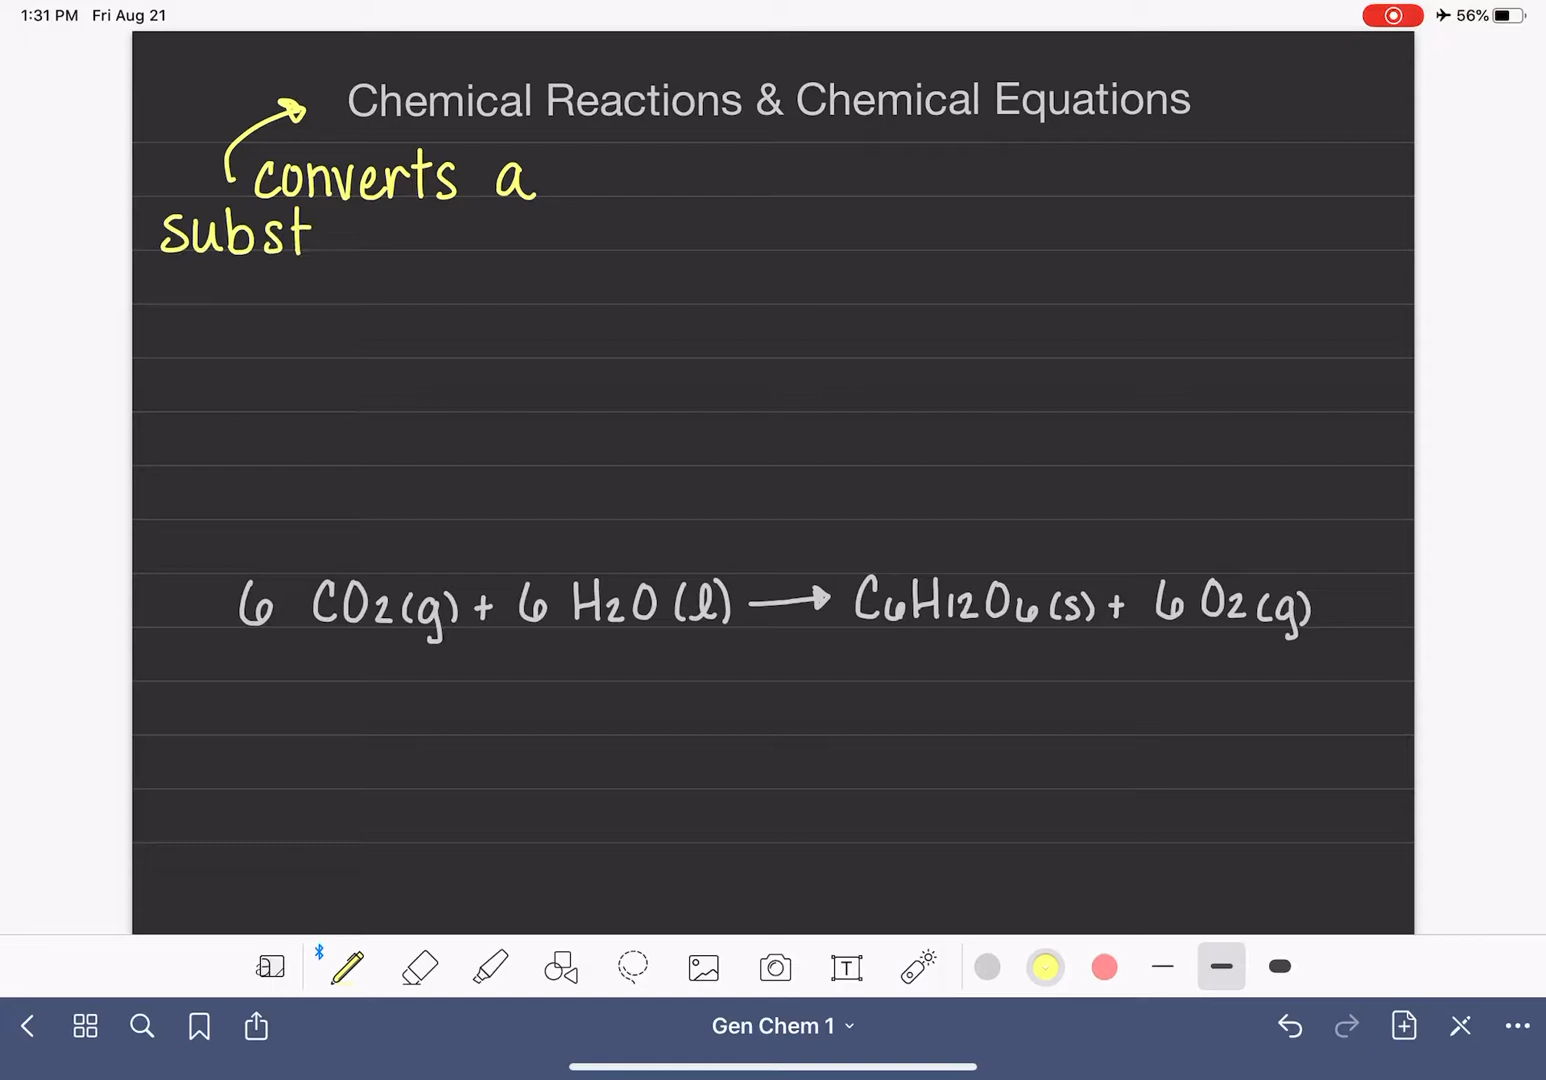 1:31 PM Fri Aug 21
56%
Chemical Reactions & Chemical Equations
converts a
subst
6 CO2(g) + 6 H2O (l) → C6H12O6(s) + 6 O2(g)
T
Gen Chem 1